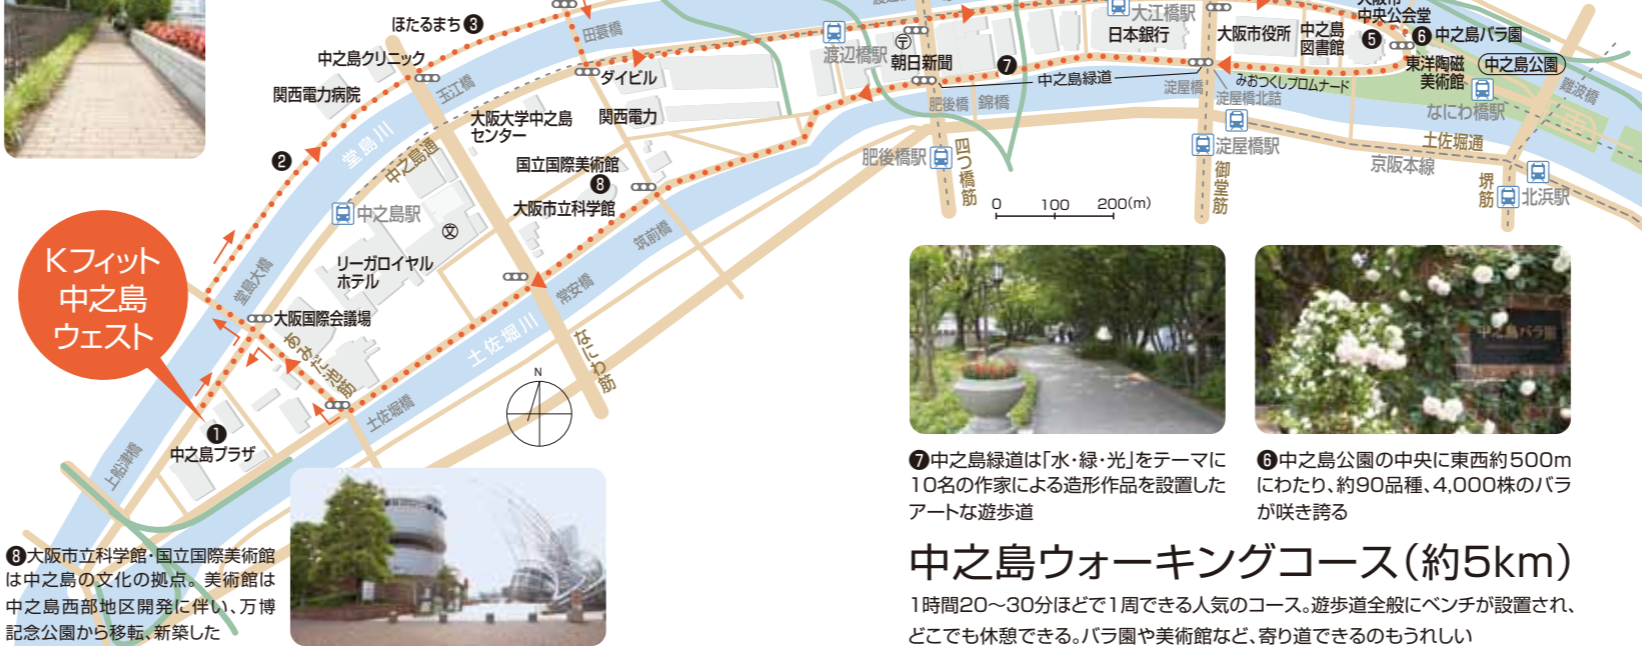 ほたるまち❸
中之島クリニック
関西電力病院
❷
堂島川
玉江橋
田蓑橋
ダイビル
大阪大学中之島
センター
関西電力
中之島通
国立国際美術館
❽
大阪市立科学館
中之島駅
文
リーガロイヤル
ホテル
堂島大橋
大阪国際会議場
あみだ池筋
Kフィット
中之島
ウェスト
❶
中之島プラザ
上船津橋
土佐堀橋
土佐堀川
常安橋
筑前橋
なにわ筋
N
渡辺橋駅
〒
朝日新聞
❼
大江橋駅
日本銀行
大阪市役所
中之島
図書館
大阪市
中央公会堂
❺
❻中之島バラ園
東洋陶磁
美術館
中之島公園
中之島緑道
みおつくしプロムナード
肥後橋
錦橋
淀屋橋
淀屋橋北詰
なにわ橋駅
難波橋
肥後橋駅
四つ橋筋
淀屋橋駅
御堂筋
京阪本線
土佐堀通
堺筋
北浜駅
0 100 200(m)
❼中之島緑道は「水・緑・光」をテーマに
10名の作家による造形作品を設置した
アートな遊歩道
中之島バラ園
❻中之島公園の中央に東西約500m
にわたり、約90品種、4,000株のバラ
が咲き誇る
❽大阪市立科学館・国立国際美術館
は中之島の文化の拠点。美術館は
中之島西部地区開発に伴い、万博
記念公園から移転、新築した
中之島ウォーキングコース(約5km)
1時間20〜30分ほどで1周できる人気のコース。遊歩道全般にベンチが設置され、
どこでも休憩できる。バラ園や美術館など、寄り道できるのもうれしい